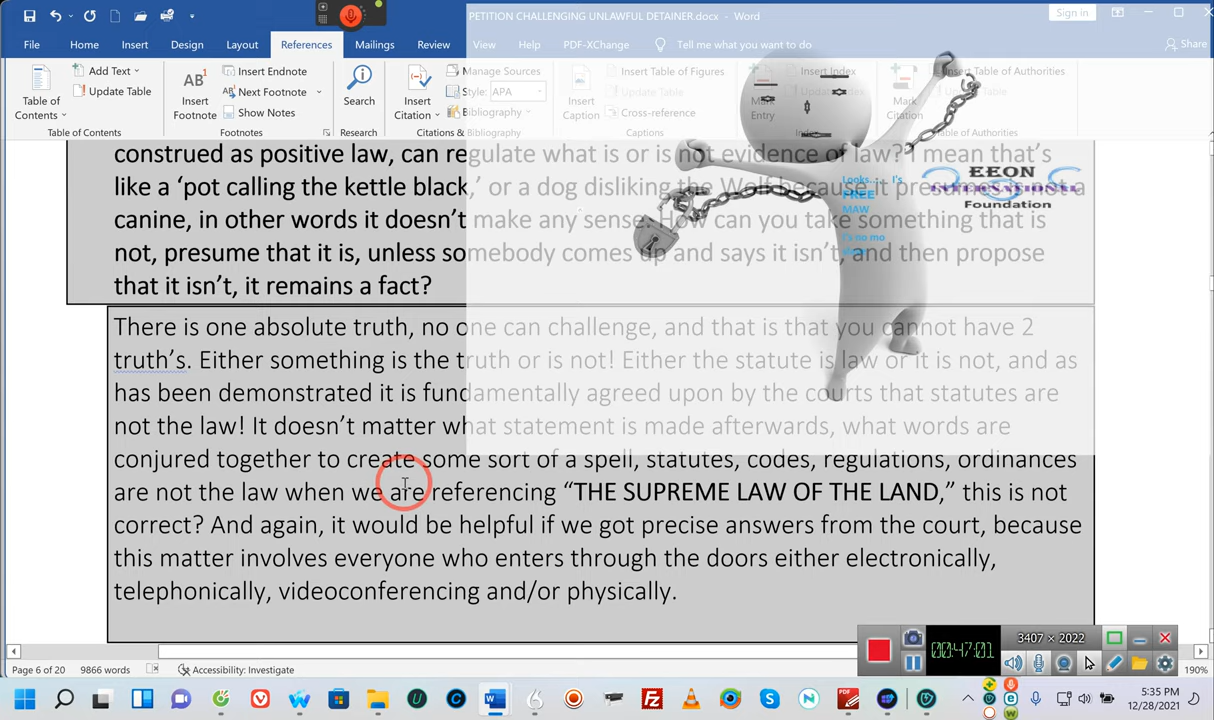 PETITION CHALLENGING UNLAWFUL DETAINER.docx - Word
Sign in
File Home Insert Design Layout References Mailings Review View Help PDF-XChange Tell me what you want to do Share
Table of Contents
Add Text
Update Table
Table of Contents
AB1
Insert Footnote
Insert Endnote
Next Footnote
Show Notes
Footnotes
Search
Research
Insert Citation
Manage Sources
Style: APA
Bibliography
Citations & Bibliography
Insert Caption
Insert Table of Figures
Update Table
Cross-reference
Captions
Mark Entry
Insert Index
Update Index
Mark Citation
Insert Table of Authorities
Table of Authorities
construed as positive law, can regulate what is or is not evidence of law? I mean that's
like a 'pot calling the kettle black,' or a dog disliking the Wolf because it presumes is not a
canine, in other words it doesn't make any sense. How can you take something that is
not, presume that it is, unless somebody comes up and says it isn't, and then propose
that it isn't, it remains a fact?
Looks... I's
FREE
MAW
I's no mo
EEON
Foundation
There is one absolute truth, no one can challenge, and that is that you cannot have 2
truth's. Either something is the truth or is not! Either the statute is law or it is not, and as
has been demonstrated it is fundamentally agreed upon by the courts that statutes are
not the law! It doesn't matter what statement is made afterwards, what words are
conjured together to create some sort of a spell, statutes, codes, regulations, ordinances
are not the law when we are referencing “THE SUPREME LAW OF THE LAND,” this is not
correct? And again, it would be helpful if we got precise answers from the court, because
this matter involves everyone who enters through the doors either electronically,
telephonically, videoconferencing and/or physically.
00:47:01
3407 × 2022
Page 6 of 20 9866 words Accessibility: Investigate 190%
5:35 PM
12/28/2021